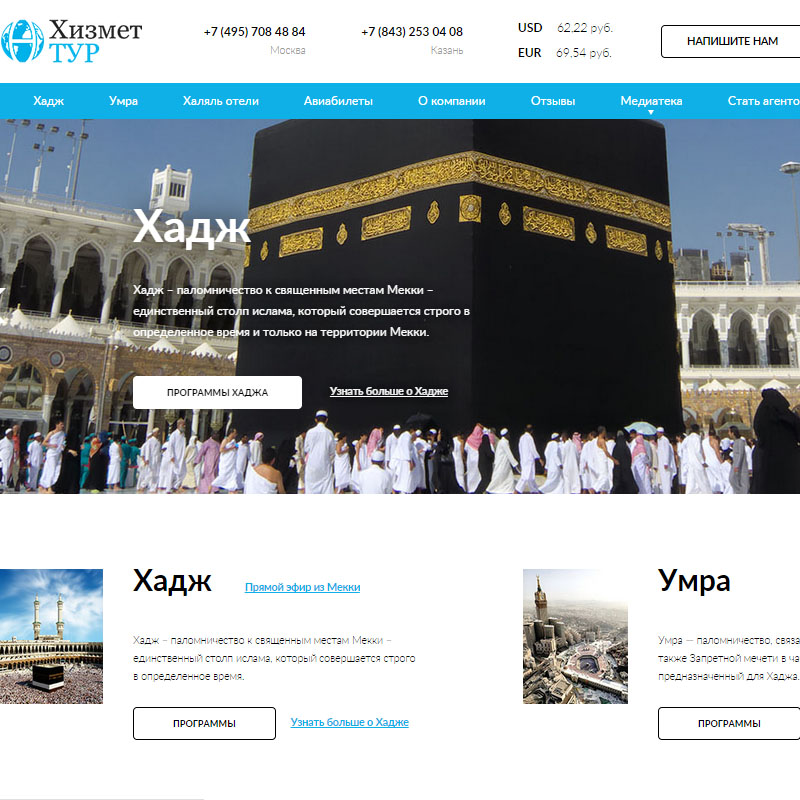 Хизмет
ТУР
+7 (495) 708 48 84
Москва
+7 (843) 253 04 08
Казань
USD 62,22 руб.
EUR 69,54 руб.
НАПИШИТЕ НАМ
Хадж Умра Халяль отели Авиабилеты О компании Отзывы Медиатека Стать агенто
Хадж
Хадж – паломничество к священным местам Мекки –
единственный столп ислама, который совершается строго в
определенное время и только на территории Мекки.
ПРОГРАММЫ ХАДЖА
Узнать больше о Хадже
Хадж
Прямой эфир из Мекки
Хадж – паломничество к священным местам Мекки –
единственный столп ислама, который совершается строго
в определенное время.
ПРОГРАММЫ
Узнать больше о Хадже
Умра
Умра — паломничество, связа
также Запретной мечети в ча
предназначенный для Хаджа.
ПРОГРАММЫ